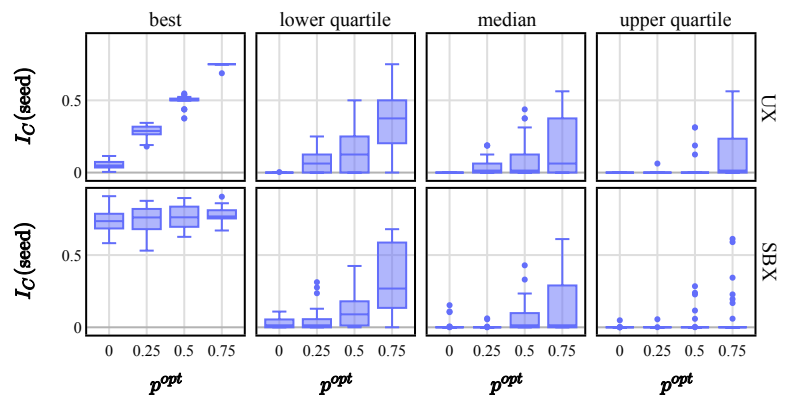 best lower quartile median upper quartile
I_C(seed) 0.5 0 UX
I_C(seed) 0.5 0 SBX
0 0.25 0.5 0.75 0 0.25 0.5 0.75 0 0.25 0.5 0.75 0 0.25 0.5 0.75
p^opt p^opt p^opt p^opt